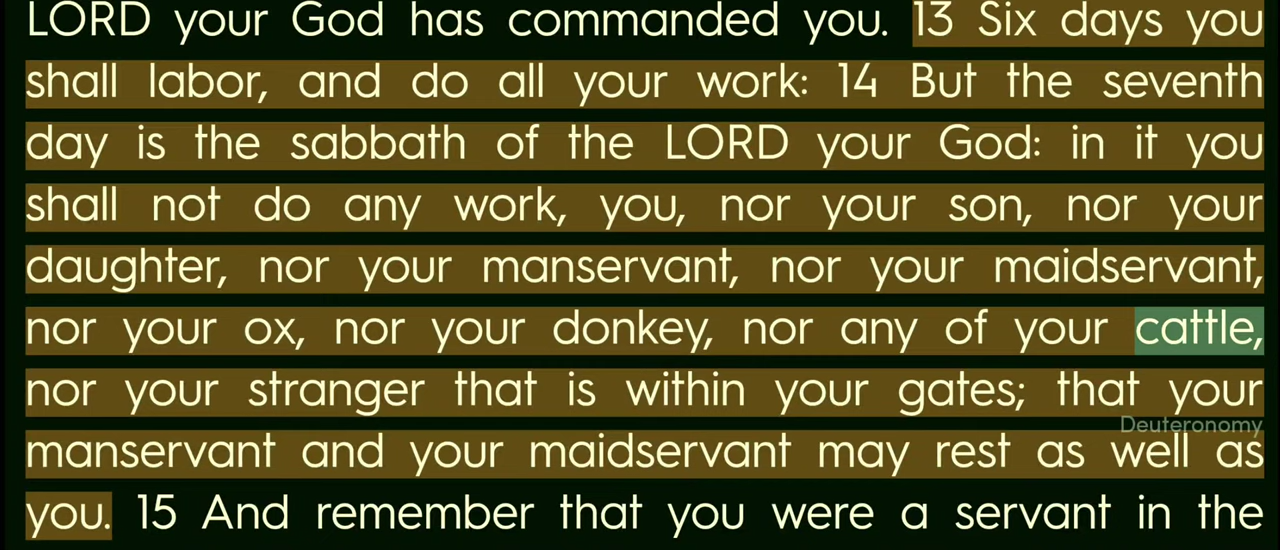 LORD your God has commanded you. 13 Six days you
shall labor, and do all your work: 14 But the seventh
day is the sabbath of the LORD your God: in it you
shall not do any work, you, nor your son, nor your
daughter, nor your manservant, nor your maidservant,
nor your ox, nor your donkey, nor any of your cattle,
nor your stranger that is within your gates; that your
Deuteronomy
manservant and your maidservant may rest as well as
you. 15 And remember that you were a servant in the